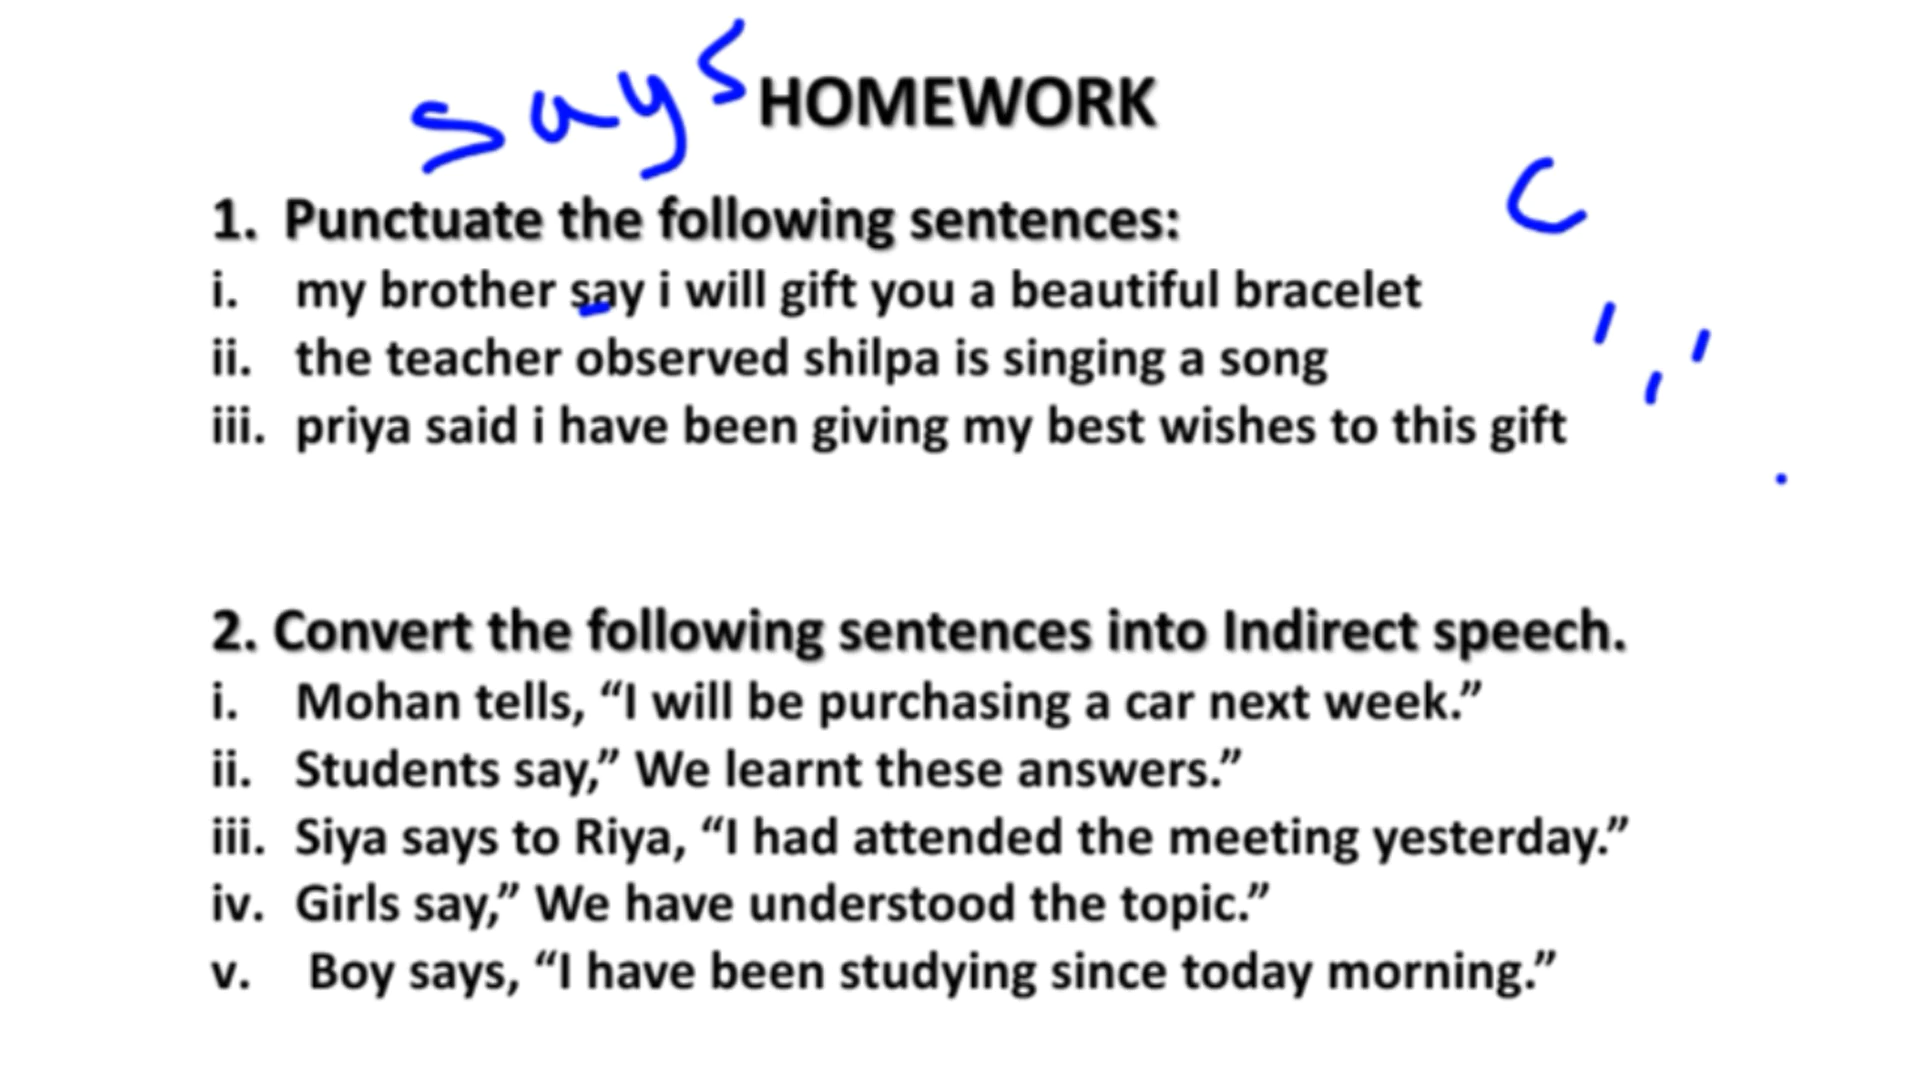 says
HOMEWORK
c
1. Punctuate the following sentences:
i. my brother say i will gift you a beautiful bracelet
ii. the teacher observed shilpa is singing a song
iii. priya said i have been giving my best wishes to this gift
2. Convert the following sentences into Indirect speech.
i. Mohan tells, “I will be purchasing a car next week.”
ii. Students say,” We learnt these answers.”
iii. Siya says to Riya, “I had attended the meeting yesterday.”
iv. Girls say,” We have understood the topic.”
v. Boy says, “I have been studying since today morning.”